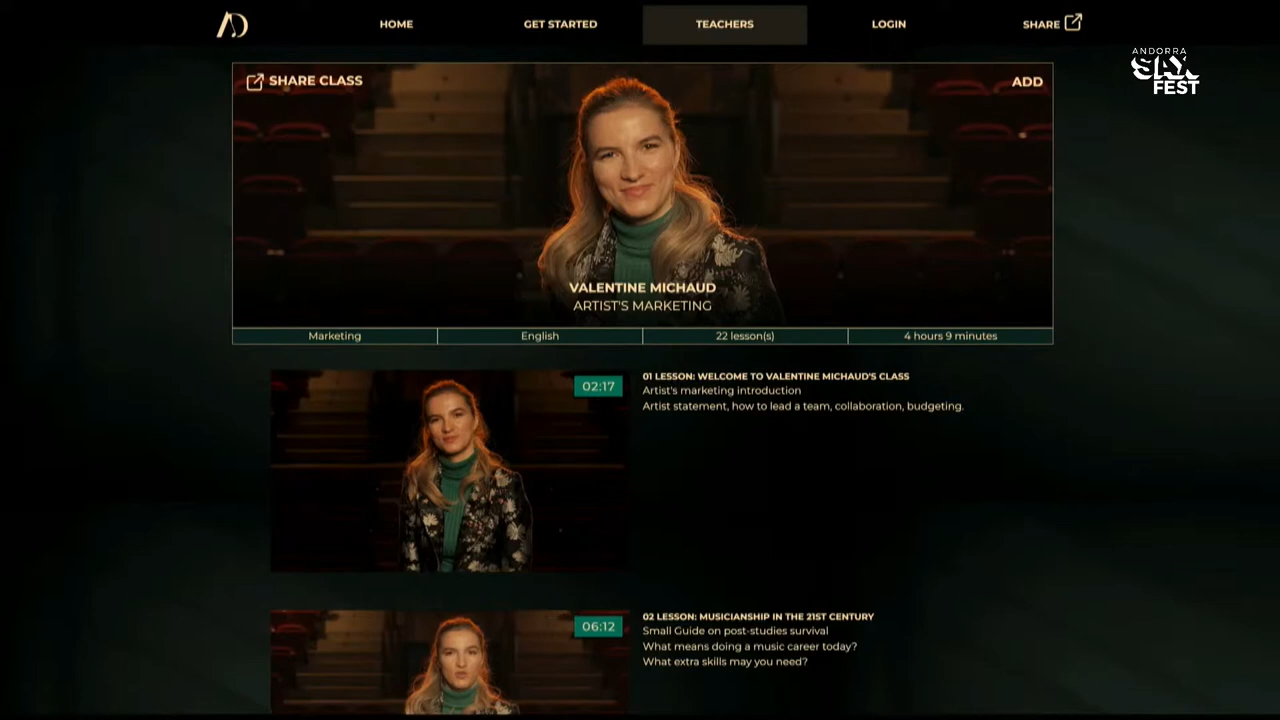 HOME
GET STARTED
TEACHERS
LOGIN
SHARE
ANDORRA
SAX
FEST
SHARE CLASS
ADD
VALENTINE MICHAUD
ARTIST'S MARKETING
Marketing
English
22 lesson(s)
4 hours 9 minutes
02:17
01 LESSON: WELCOME TO VALENTINE MICHAUD'S CLASS
Artist's marketing introduction
Artist statement, how to lead a team, collaboration, budgeting.
06:12
02 LESSON: MUSICIANSHIP IN THE 21ST CENTURY
Small Guide on post-studies survival
What means doing a music career today?
What extra skills may you need?